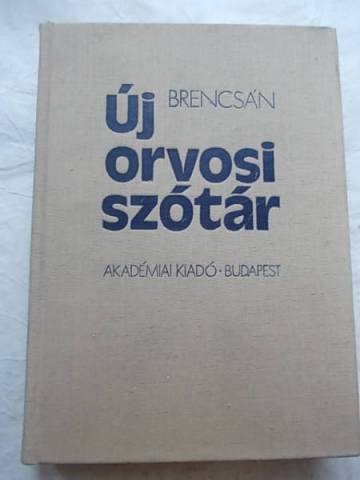 BRENCSÁN
Új
orvosi
szótár
AKADÉMIAI KIADÓ · BUDAPEST